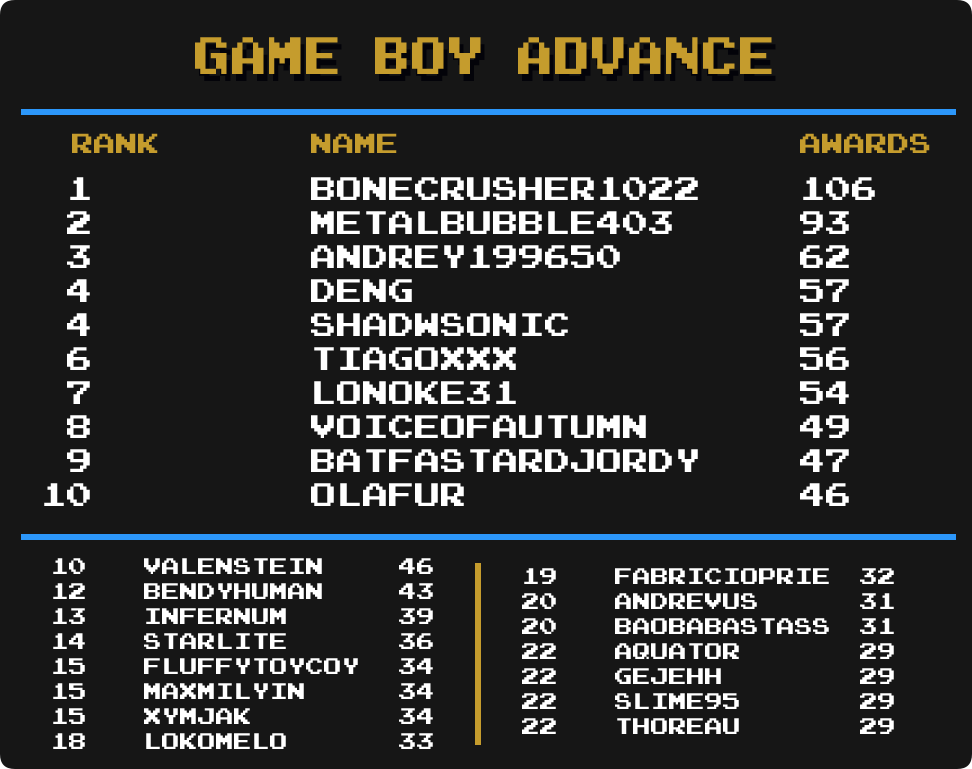 GAME BOY ADVANCE
RANK NAME AWARDS
1 BONECRUSHER1022 106
2 METALBUBBLE403 93
3 ANDREY199650 62
4 DENG 57
4 SHADWSONIC 57
6 TIAGOXXX 56
7 LONOKE31 54
8 VOICEOFAUTUMN 49
9 BATFASTARDJORDY 47
10 OLAFUR 46
10 VALENSTEIN 46
12 BENDYHUMAN 43
13 INFERNUM 39
14 STARLITE 36
15 FLUFFYTOYCOY 34
15 MAXMILYIN 34
15 XYMJAK 34
18 LOKOMELO 33
19 FABRICIOPRIE 32
20 ANDREVUS 31
20 BAOBABASTASS 31
22 AQUATOR 29
22 GEJEHH 29
22 SLIME95 29
22 THOREAU 29